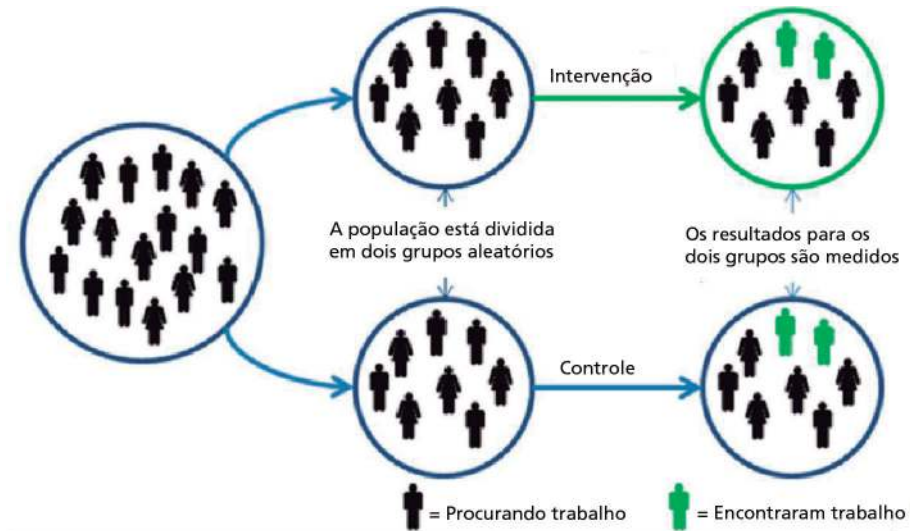 Intervenção
A população está dividida
em dois grupos aleatórios
Os resultados para os
dois grupos são medidos
Controle
= Procurando trabalho
= Encontraram trabalho